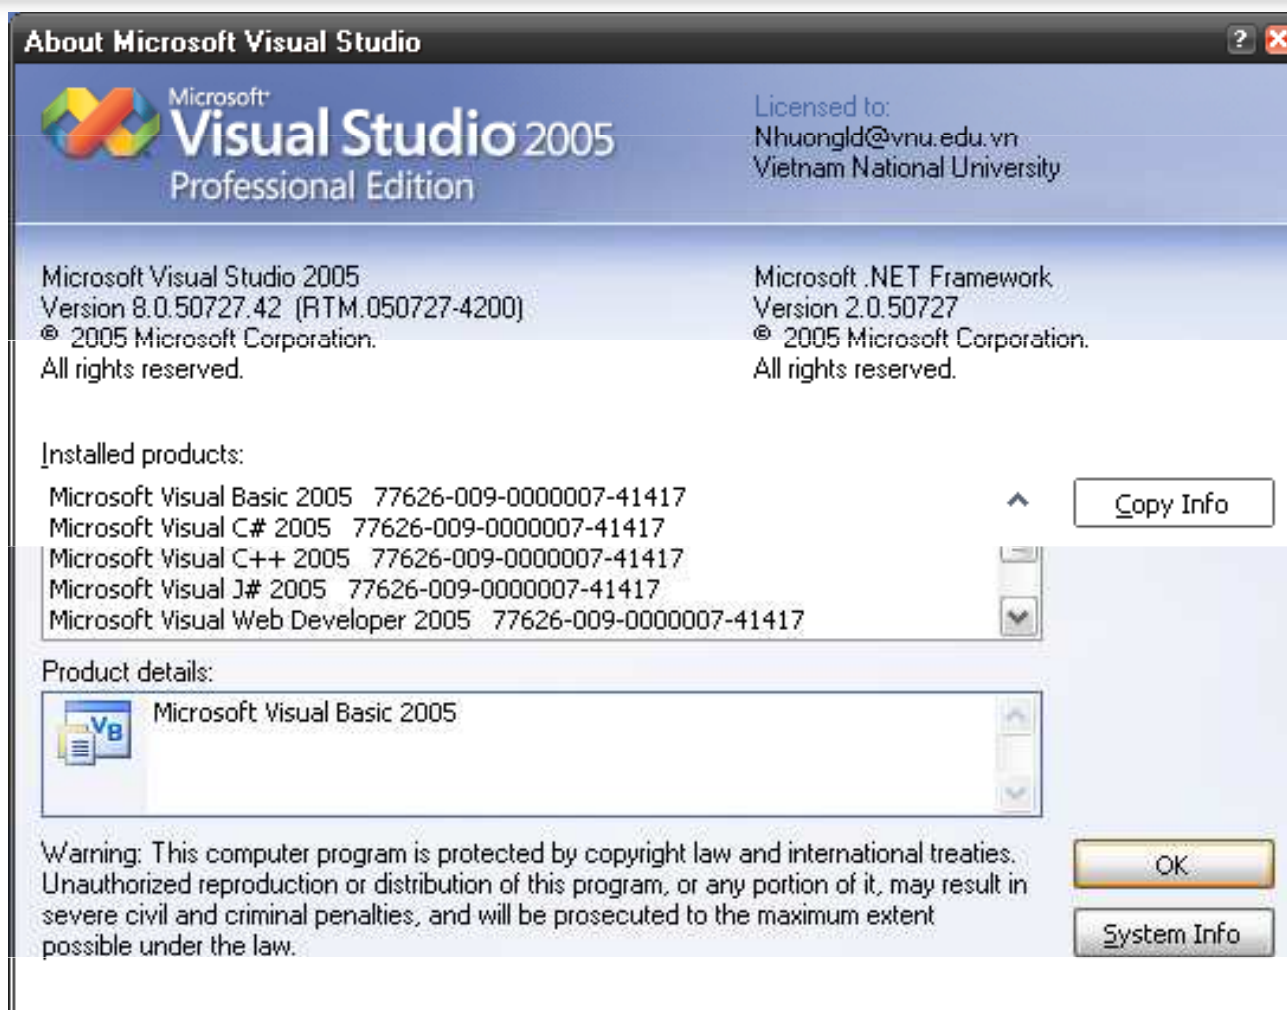 About Microsoft Visual Studio
?
Microsoft
Visual Studio 2005
Professional Edition
Licensed to:
Nhuongld@vnu.edu.vn
Vietnam National University
Microsoft Visual Studio 2005
Version 8.0.50727.42 (RTM.050727-4200)
© 2005 Microsoft Corporation.
All rights reserved.
Microsoft .NET Framework
Version 2.0.50727
© 2005 Microsoft Corporation.
All rights reserved.
Installed products:
Microsoft Visual Basic 2005 77626-009-0000007-41417
Microsoft Visual C# 2005 77626-009-0000007-41417
Microsoft Visual C++ 2005 77626-009-0000007-41417
Microsoft Visual J# 2005 77626-009-0000007-41417
Microsoft Visual Web Developer 2005 77626-009-0000007-41417
Copy Info
Product details:
VB
Microsoft Visual Basic 2005
Warning: This computer program is protected by copyright law and international treaties.
Unauthorized reproduction or distribution of this program, or any portion of it, may result in
severe civil and criminal penalties, and will be prosecuted to the maximum extent
possible under the law.
OK
System Info